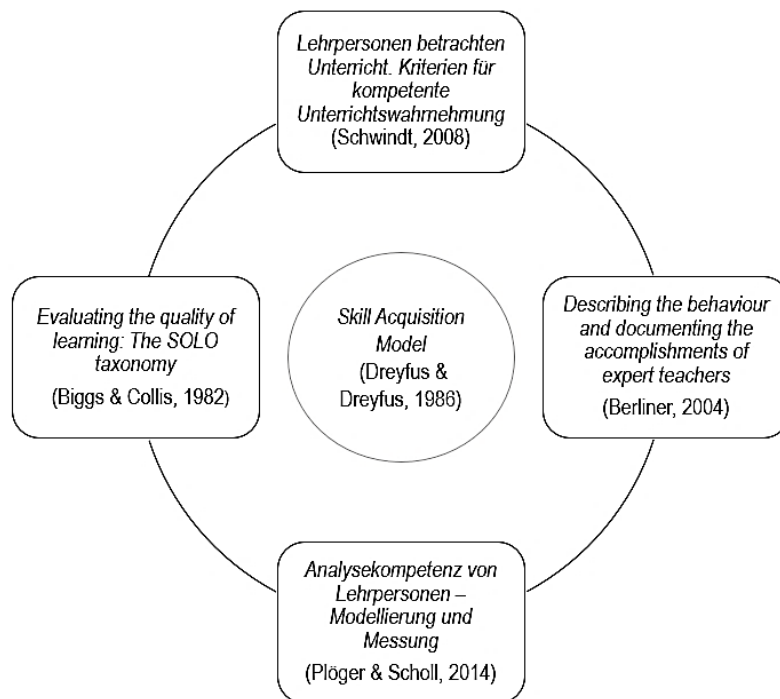 Lehrpersonen betrachten
Unterricht. Kriterien für
kompetente
Unterrichtswahrnehmung
(Schwindt, 2008)
Evaluating the quality of
learning: The SOLO
taxonomy
(Biggs & Collis, 1982)
Skill Acquisition
Model
(Dreyfus &
Dreyfus, 1986)
Describing the behaviour
and documenting the
accomplishments of
expert teachers
(Berliner, 2004)
Analysekompetenz von
Lehrpersonen –
Modellierung und
Messung
(Plöger & Scholl, 2014)